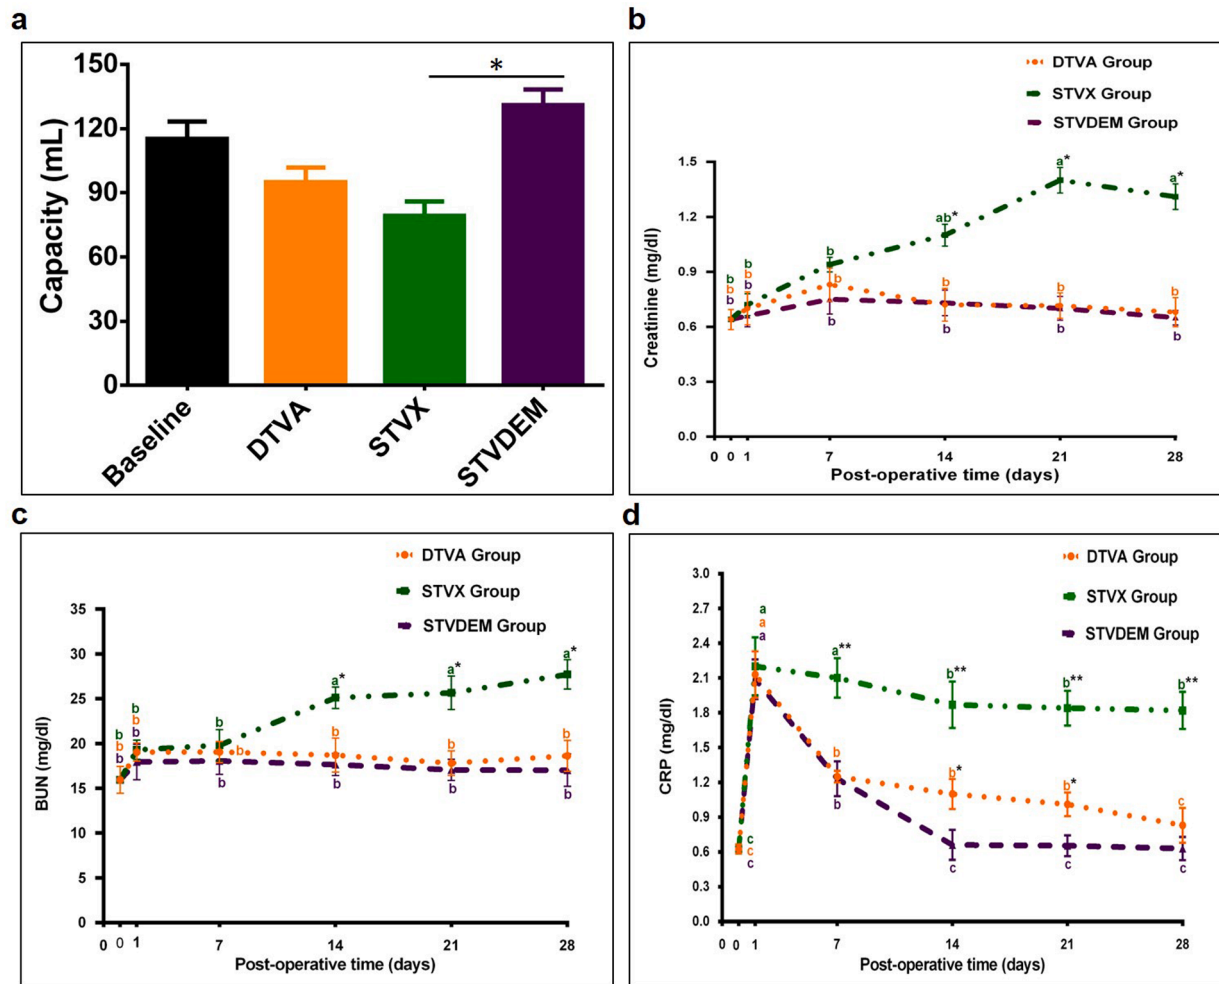 a
150
120
90
60
30
0
Capacity (mL)
*
Baseline
DTVA
STVX
STVDEM
b
DTVA Group
STVX Group
STVDEM Group
1.5
1.2
0.9
0.6
0.3
0.0
Creatinine (mg/dl)
b
b
b
b
b
b
b
b
b
ab*
b
b
a*
b
b
a*
b
b
0 0 1 7 14 21 28
Post-operative time (days)
c
DTVA Group
STVX Group
STVDEM Group
35
30
25
20
15
10
5
0
BUN (mg/dl)
b
b
b
b
b
b
b
b
b
a*
b
b
a*
b
b
a*
b
b
0 0 1 7 14 21 28
Post-operative time (days)
d
DTVA Group
STVX Group
STVDEM Group
3.0
2.7
2.4
2.1
1.8
1.5
1.2
0.9
0.6
0.3
0.0
CRP (mg/dl)
c
c
c
a
a
a
a**
b
b
b**
b*
c
b**
b*
c
b**
c
c
0 0 1 7 14 21 28
Post-operative time (days)